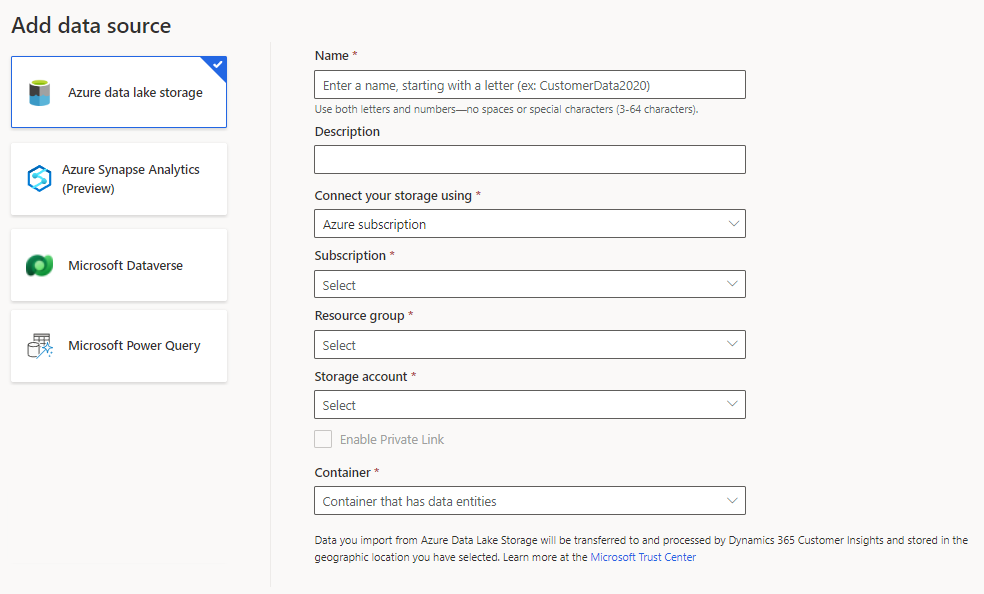 Add data source
Azure data lake storage
Azure Synapse Analytics
(Preview)
Microsoft Dataverse
Microsoft Power Query
Name *
Enter a name, starting with a letter (ex: CustomerData2020)
Use both letters and numbers—no spaces or special characters (3-64 characters).
Description
Connect your storage using *
Azure subscription
Subscription *
Select
Resource group *
Select
Storage account *
Select
Enable Private Link
Container *
Container that has data entities
Data you import from Azure Data Lake Storage will be transferred to and processed by Dynamics 365 Customer Insights and stored in the
geographic location you have selected. Learn more at the Microsoft Trust Center